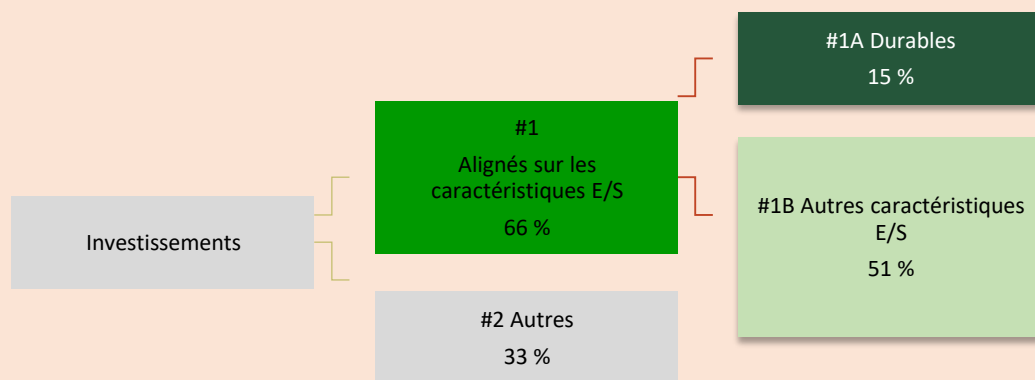 Investissements
#1
Alignés sur les
caractéristiques E/S
66 %
#2 Autres
33 %
#1A Durables
15 %
#1B Autres caractéristiques
E/S
51 %